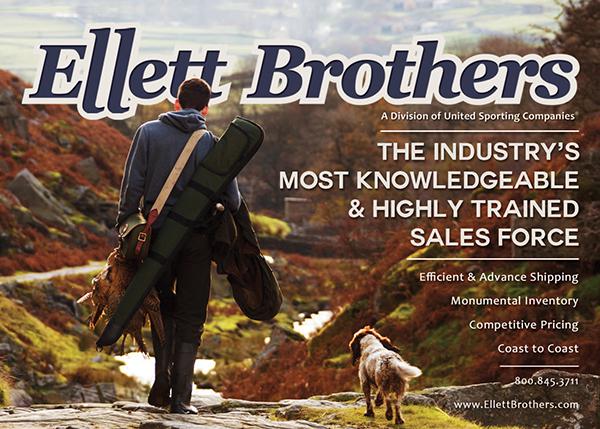 Ellett Brothers
A Division of United Sporting Companies
THE INDUSTRY'S
MOST KNOWLEDGEABLE
& HIGHLY TRAINED
SALES FORCE
Efficient & Advance Shipping
Monumental Inventory
Competitive Pricing
Coast to Coast
800.845.3711
www.EllettBrothers.com